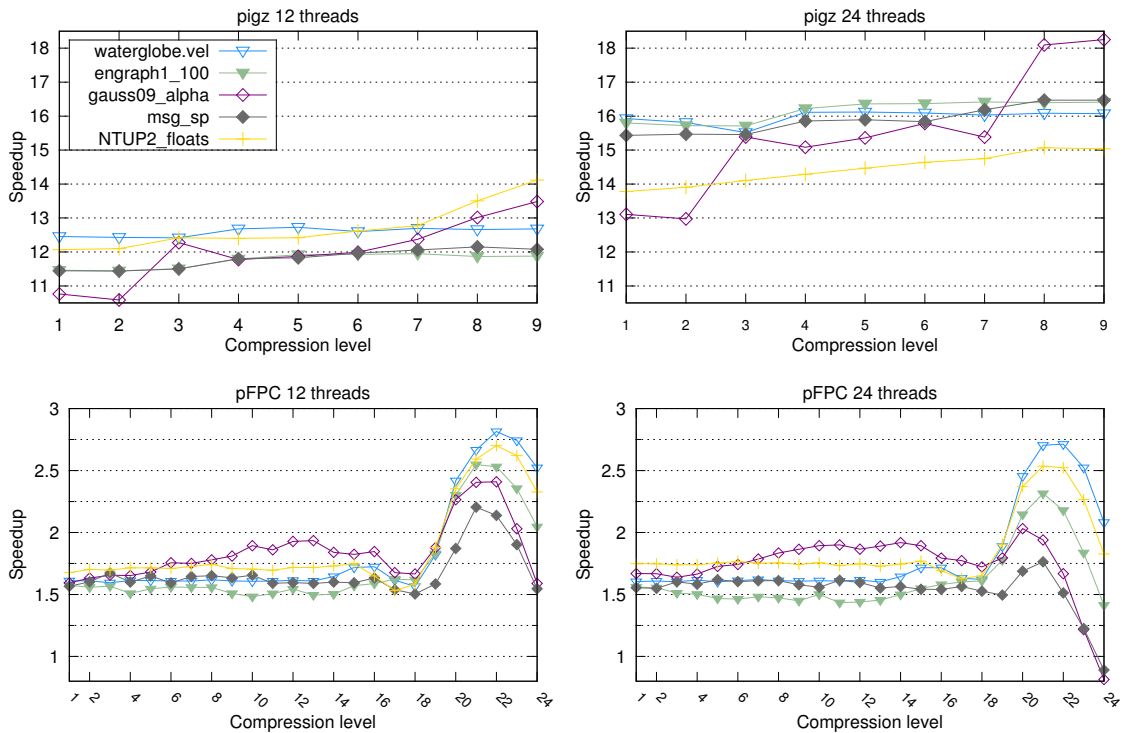 pigz 12 threads
18
17
16
15
14
13
12
11
Speedup
waterglobe.vel
engraph1_100
gauss09_alpha
msg_sp
NTUP2_floats
1 2 3 4 5 6 7 8 9
Compression level
pigz 24 threads
18
17
16
15
14
13
12
11
Speedup
1 2 3 4 5 6 7 8 9
Compression level
pFPC 12 threads
3
2.5
2
1.5
1
Speedup
1 2 4 6 8 10 12 14 16 18 20 22 24
Compression level
pFPC 24 threads
3
2.5
2
1.5
1
Speedup
1 2 4 6 8 10 12 14 16 18 20 22 24
Compression level